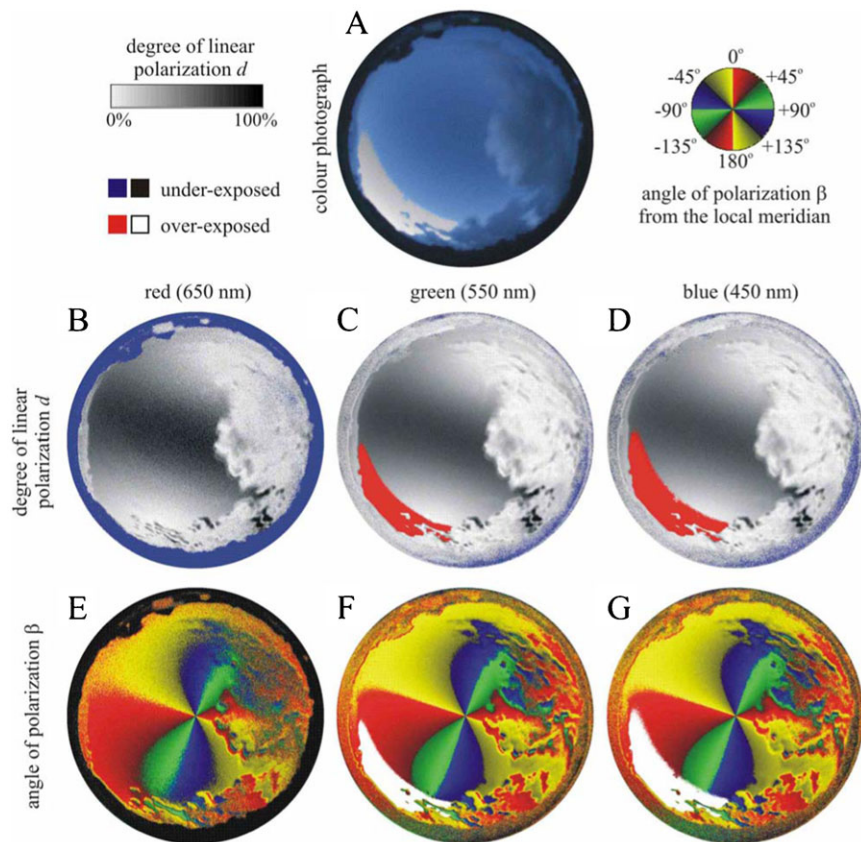 degree of linear
polarization d
0%
100%
under-exposed
over-exposed
A
colour photograph
0°
-45°
+45°
-90°
+90°
-135°
+135°
180°
angle of polarization β
from the local meridian
red (650 nm)
green (550 nm)
blue (450 nm)
B
C
D
degree of linear
polarization d
E
F
G
angle of polarization β